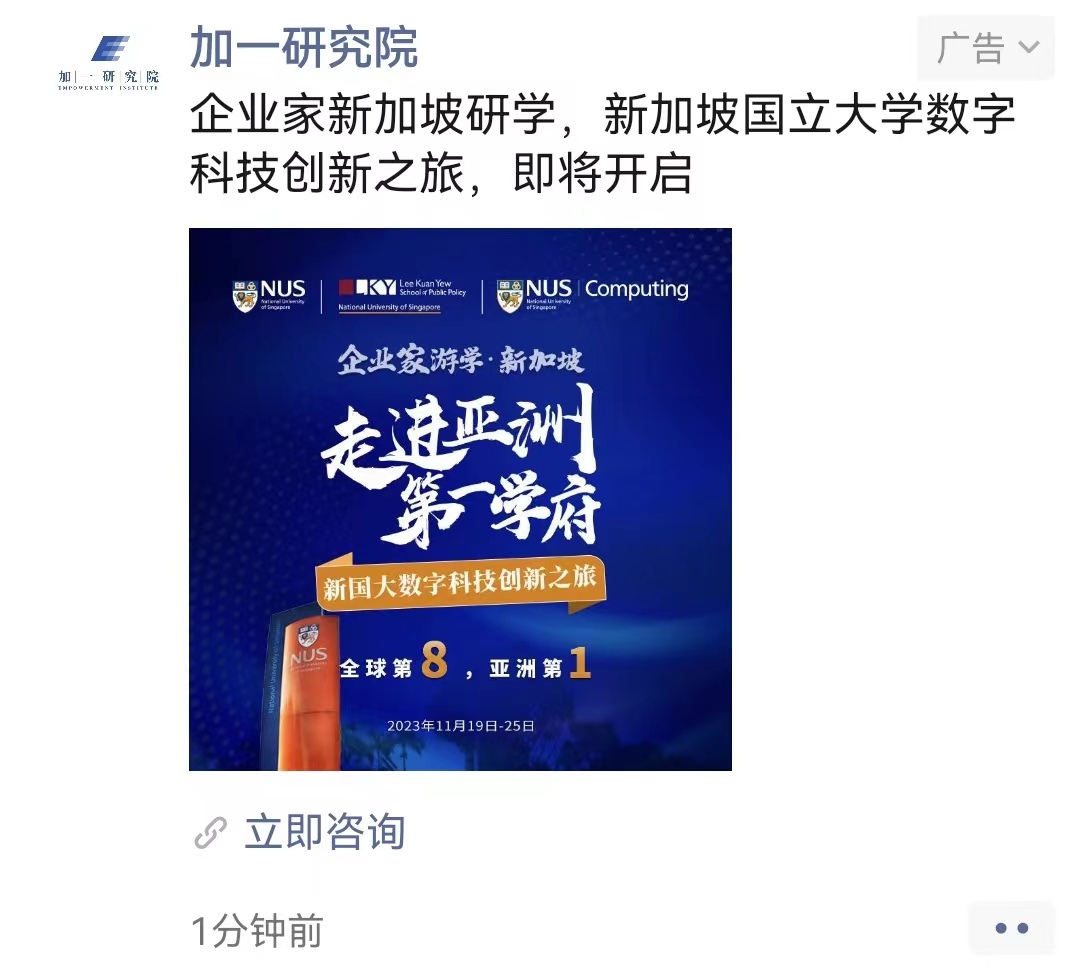 加一研究院
广告
加一研究院
EMPOWERMENT INSTITUTE
企业家新加坡研学，新加坡国立大学数字
科技创新之旅，即将开启
NUS
National University
of Singapore
LKY Lee Kuan Yew
School of Public Policy
National University of Singapore
NUS Computing
National University
of Singapore
企业家游学·新加坡
走进亚洲
第一学府
新国大数字科技创新之旅
NUS
全球第8，亚洲第1
2023年11月19日-25日
立即咨询
1分钟前